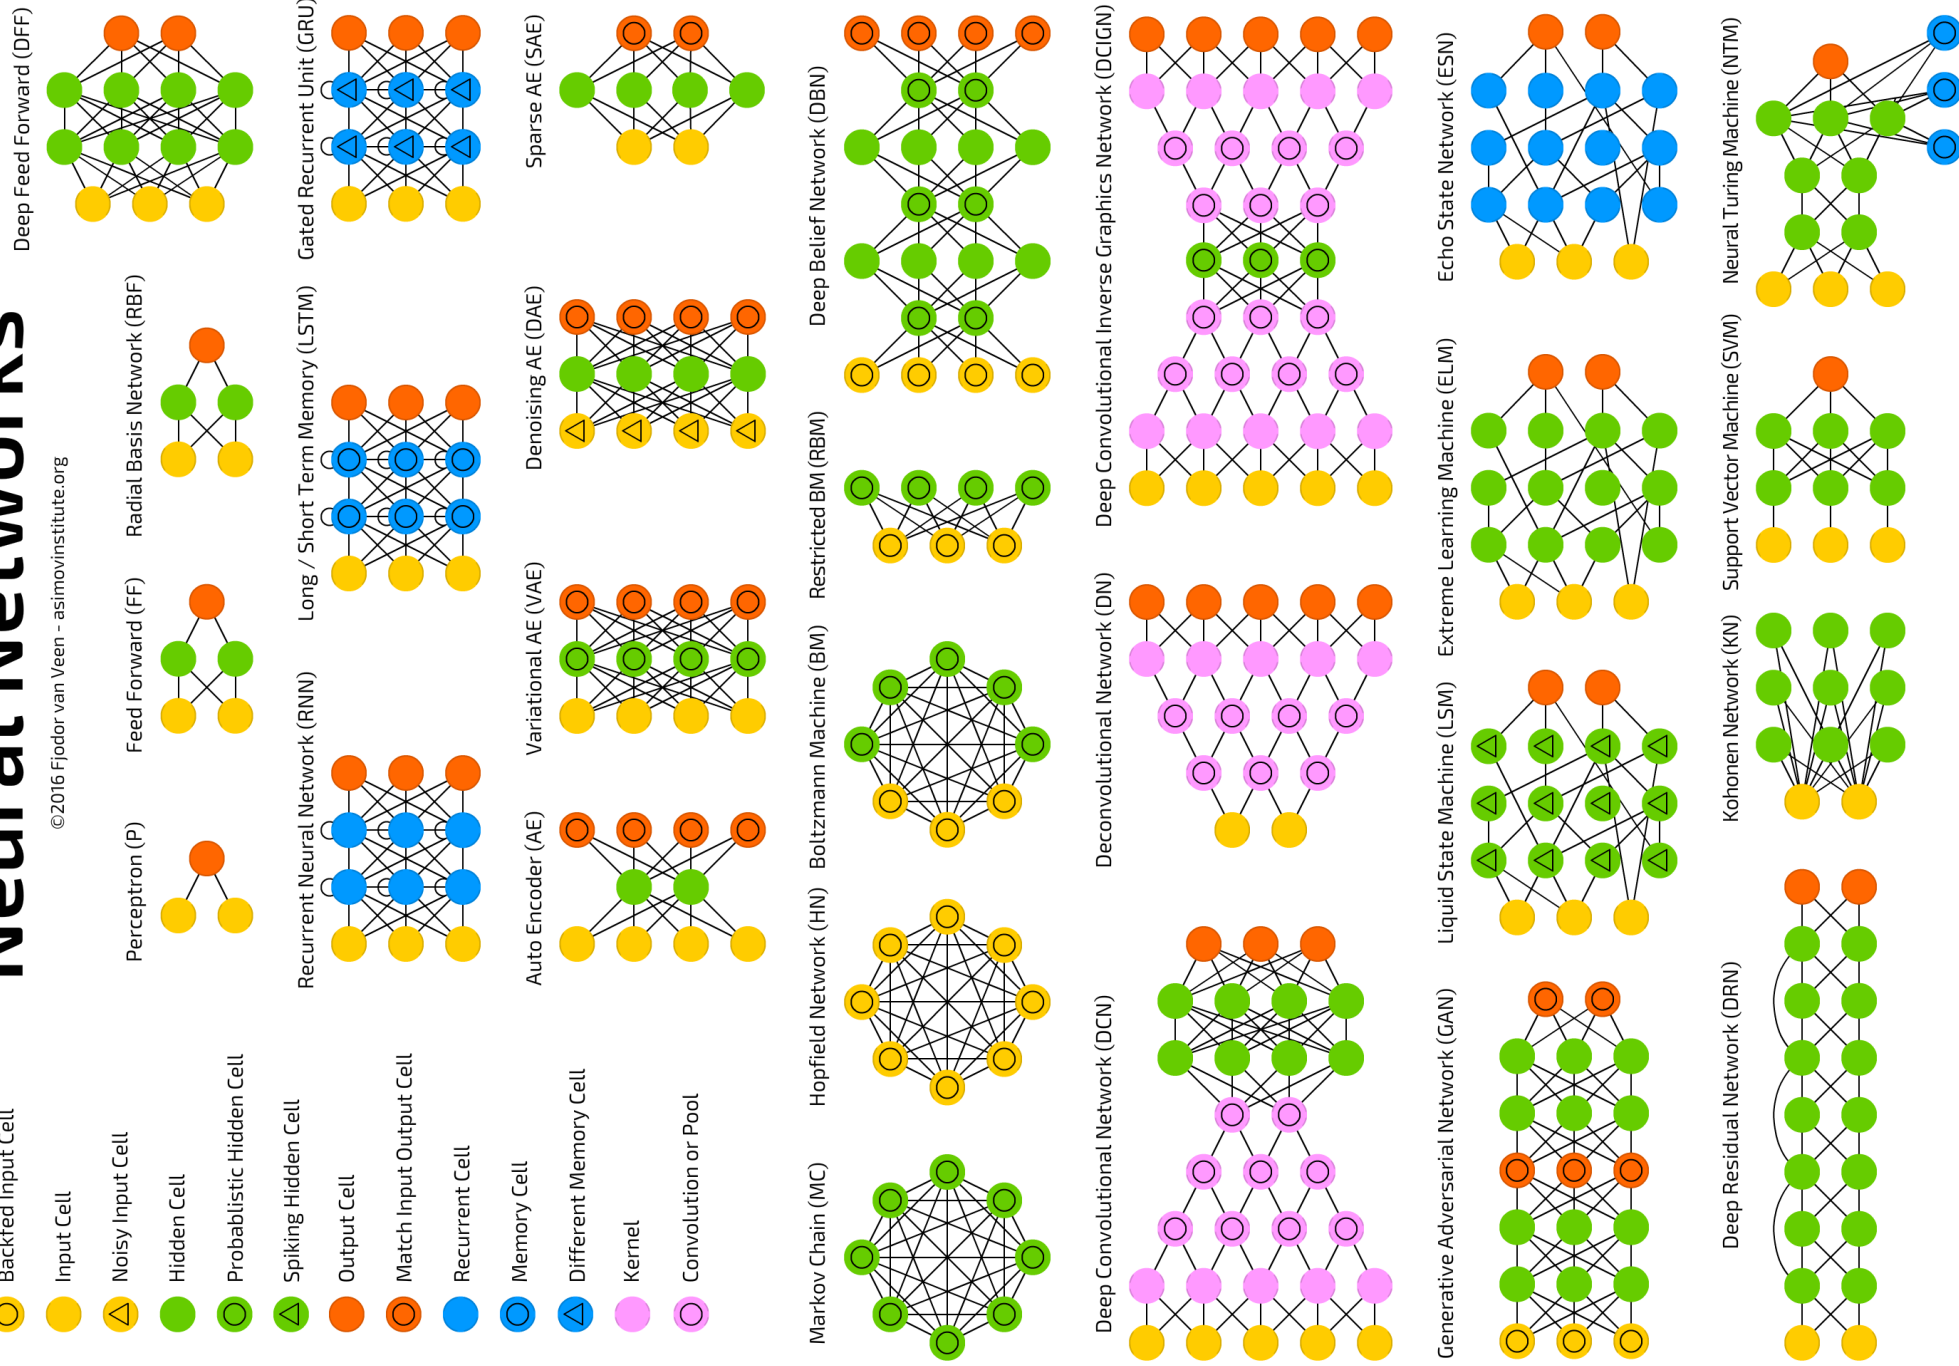 Neural Networks
©2016 Fjodor van Veen - asimovinstitute.org
Backfed Input Cell
Input Cell
Noisy Input Cell
Hidden Cell
Probablistic Hidden Cell
Spiking Hidden Cell
Output Cell
Match Input Output Cell
Recurrent Cell
Memory Cell
Different Memory Cell
Kernel
Convolution or Pool
Deep Feed Forward (DFF)
Perceptron (P)
Feed Forward (FF)
Radial Basis Network (RBF)
Recurrent Neural Network (RNN)
Long / Short Term Memory (LSTM)
Gated Recurrent Unit (GRU)
Auto Encoder (AE)
Variational AE (VAE)
Denoising AE (DAE)
Sparse AE (SAE)
Markov Chain (MC)
Hopfield Network (HN)
Boltzmann Machine (BM)
Restricted BM (RBM)
Deep Belief Network (DBN)
Deep Convolutional Network (DCN)
Deconvolutional Network (DN)
Deep Convolutional Inverse Graphics Network (DCIGN)
Generative Adversarial Network (GAN)
Liquid State Machine (LSM)
Extreme Learning Machine (ELM)
Echo State Network (ESN)
Deep Residual Network (DRN)
Kohonen Network (KN)
Support Vector Machine (SVM)
Neural Turing Machine (NTM)